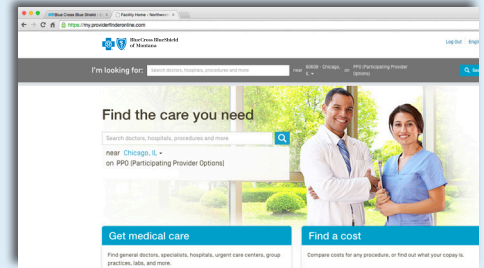 Blue Cross Blue Shield
Facility Home - Northwest
https://my.providerfinderonline.com
BlueCross BlueShield
of Montana
Log Out
I'm looking for:
Search doctors, hospitals, procedures and more
near
60608 - Chicago,
IL
on
PPO (Participating Provider
Options)
Find the care you need
Search doctors, hospitals, procedures and more
near Chicago, IL
on PPO [Participating Provider Options]
Get medical care
Find general doctors, specialists, hospitals, urgent care centers, group
practices, labs, and more.
Find a cost
Compare costs for any procedure, or find out what your copay is.